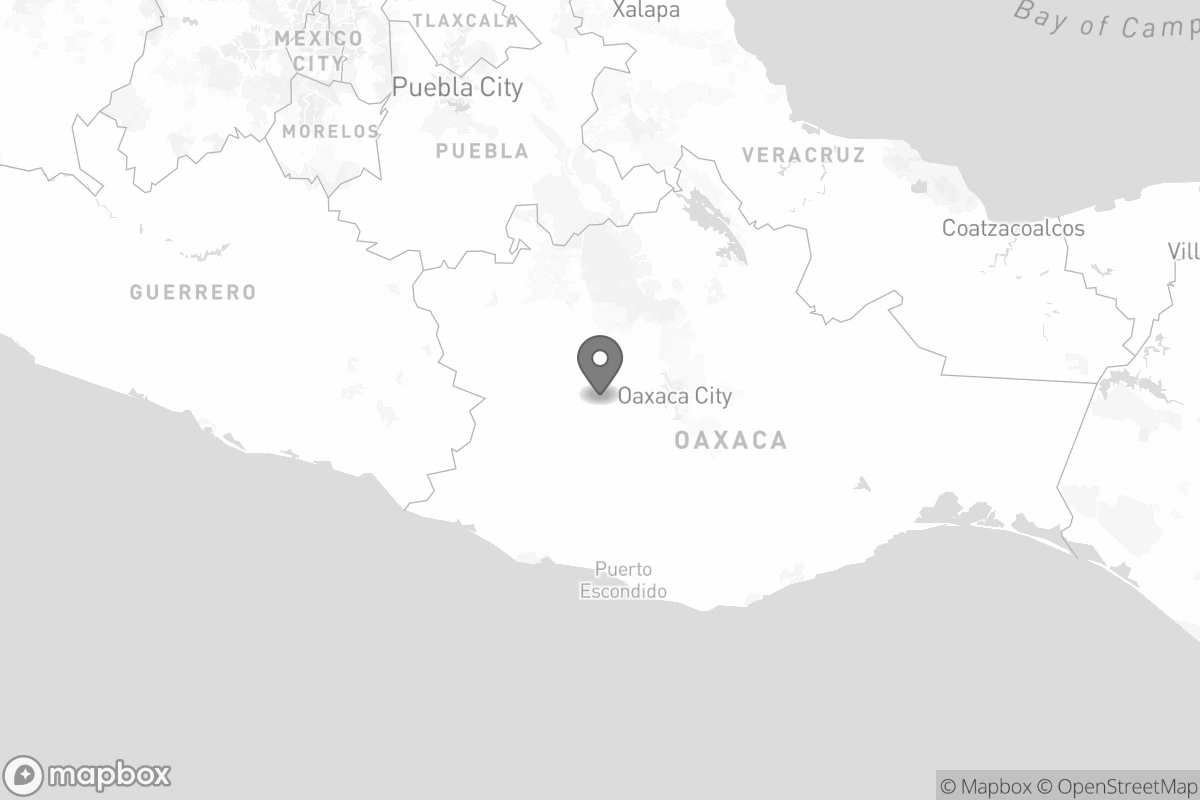 Xalapa
Bay of Camp
TLAXCALA
MEXICO
CITY
Puebla City
MORELOS
PUEBLA
VERACRUZ
Coatzacoalcos
Vill
GUERRERO
Oaxaca City
OAXACA
Puerto
Escondido
mapbox
© Mapbox © OpenStreetMap